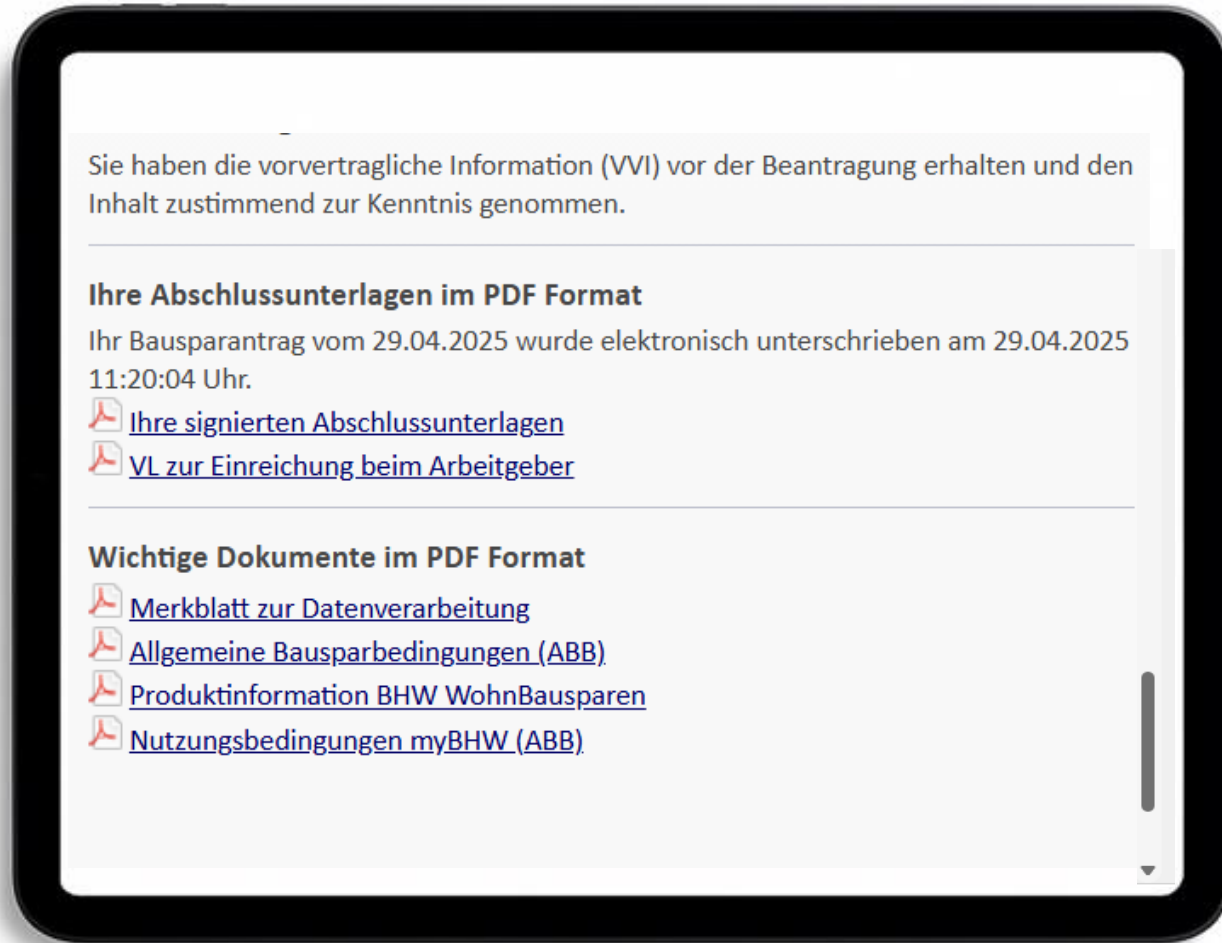 Sie haben die vorvertragliche Information (VVI) vor der Beantragung erhalten und den
Inhalt zustimmend zur Kenntnis genommen.
Ihre Abschlussunterlagen im PDF Format
Ihr Bausparantrag vom 29.04.2025 wurde elektronisch unterschrieben am 29.04.2025
11:20:04 Uhr.
Ihre signierten Abschlussunterlagen
VL zur Einreichung beim Arbeitgeber
Wichtige Dokumente im PDF Format
Merkblatt zur Datenverarbeitung
Allgemeine Bausparbedingungen (ABB)
Produktinformation BHW WohnBausparen
Nutzungsbedingungen myBHW (ABB)